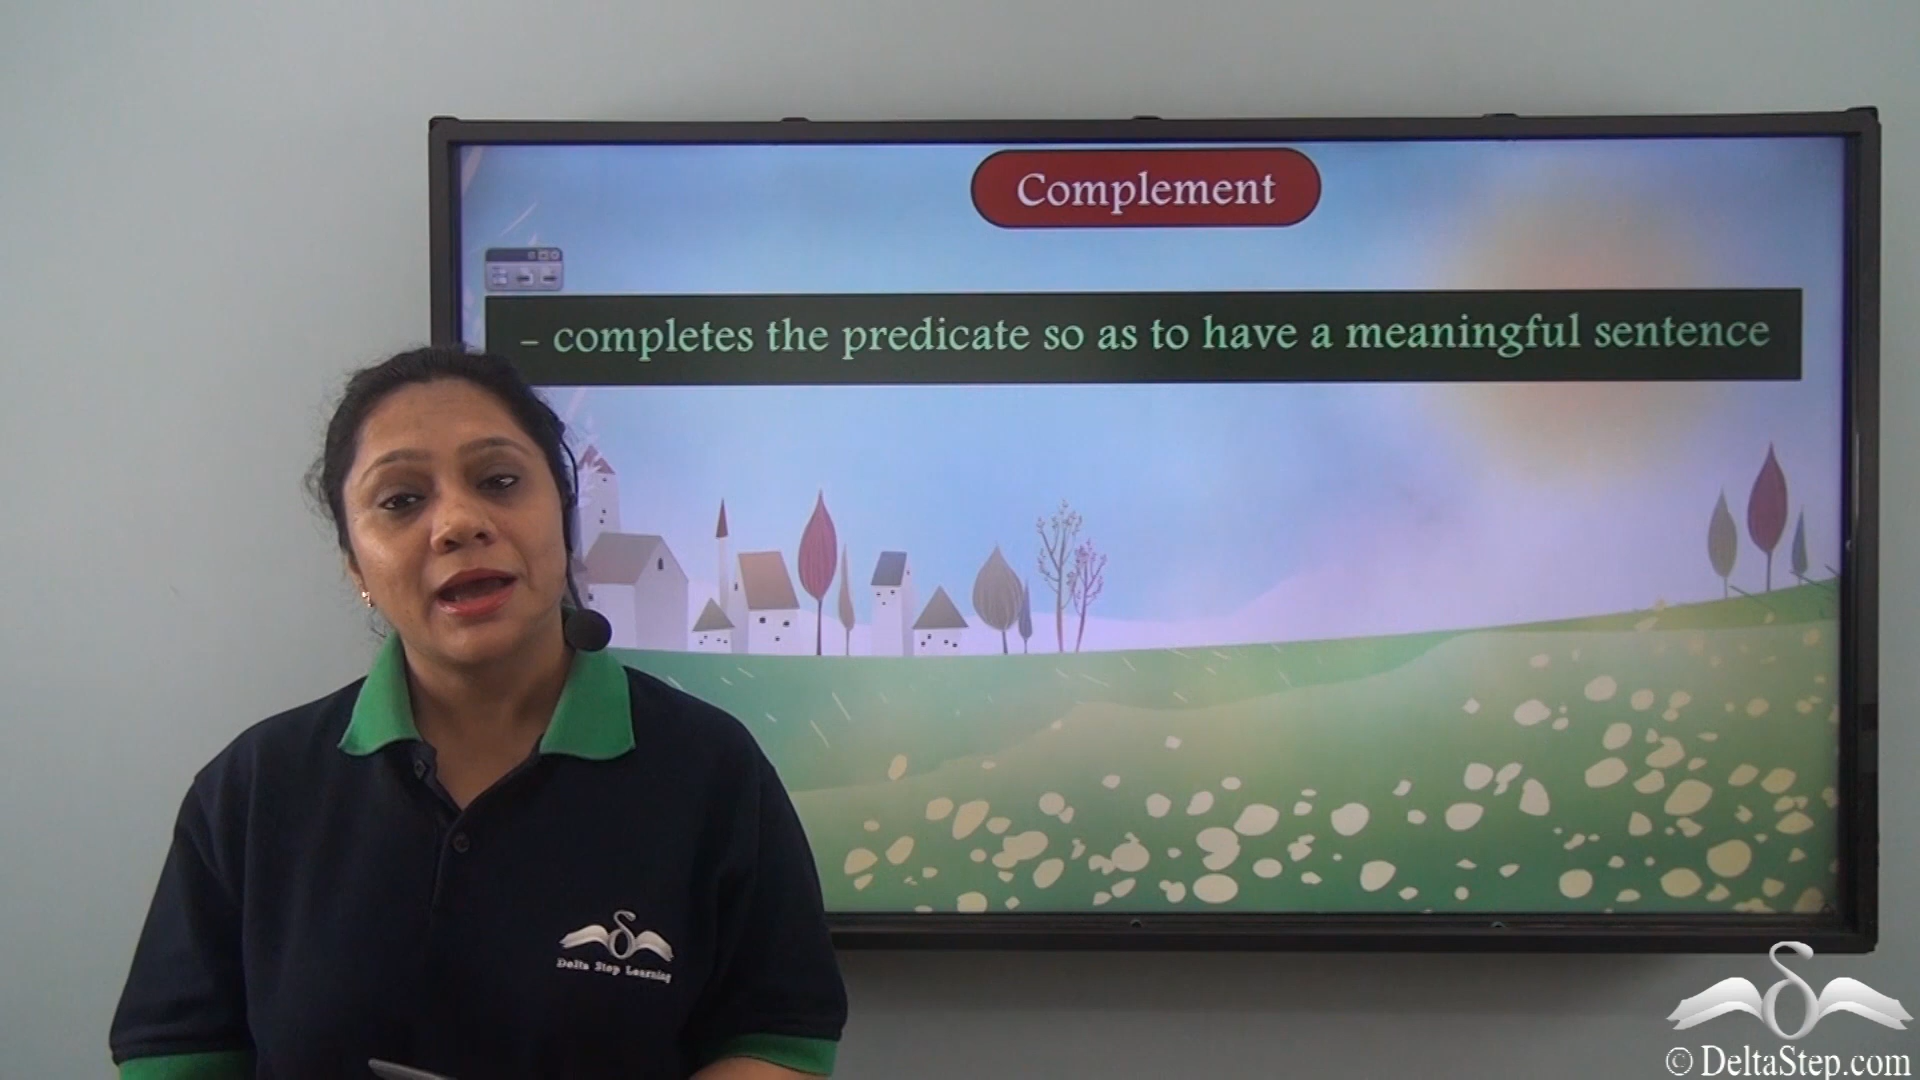 Complement
– completes the predicate so as to have a meaningful sentence
Delta Step Learning
© DeltaStep.com